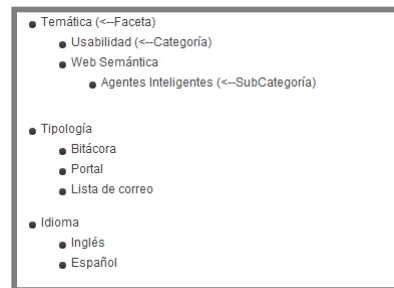 Temática (<--Faceta)
Usabilidad (<--Categoría)
Web Semántica
Agentes Inteligentes (<--SubCategoría)
Tipología
Bitácora
Portal
Lista de correo
Idioma
Inglés
Español